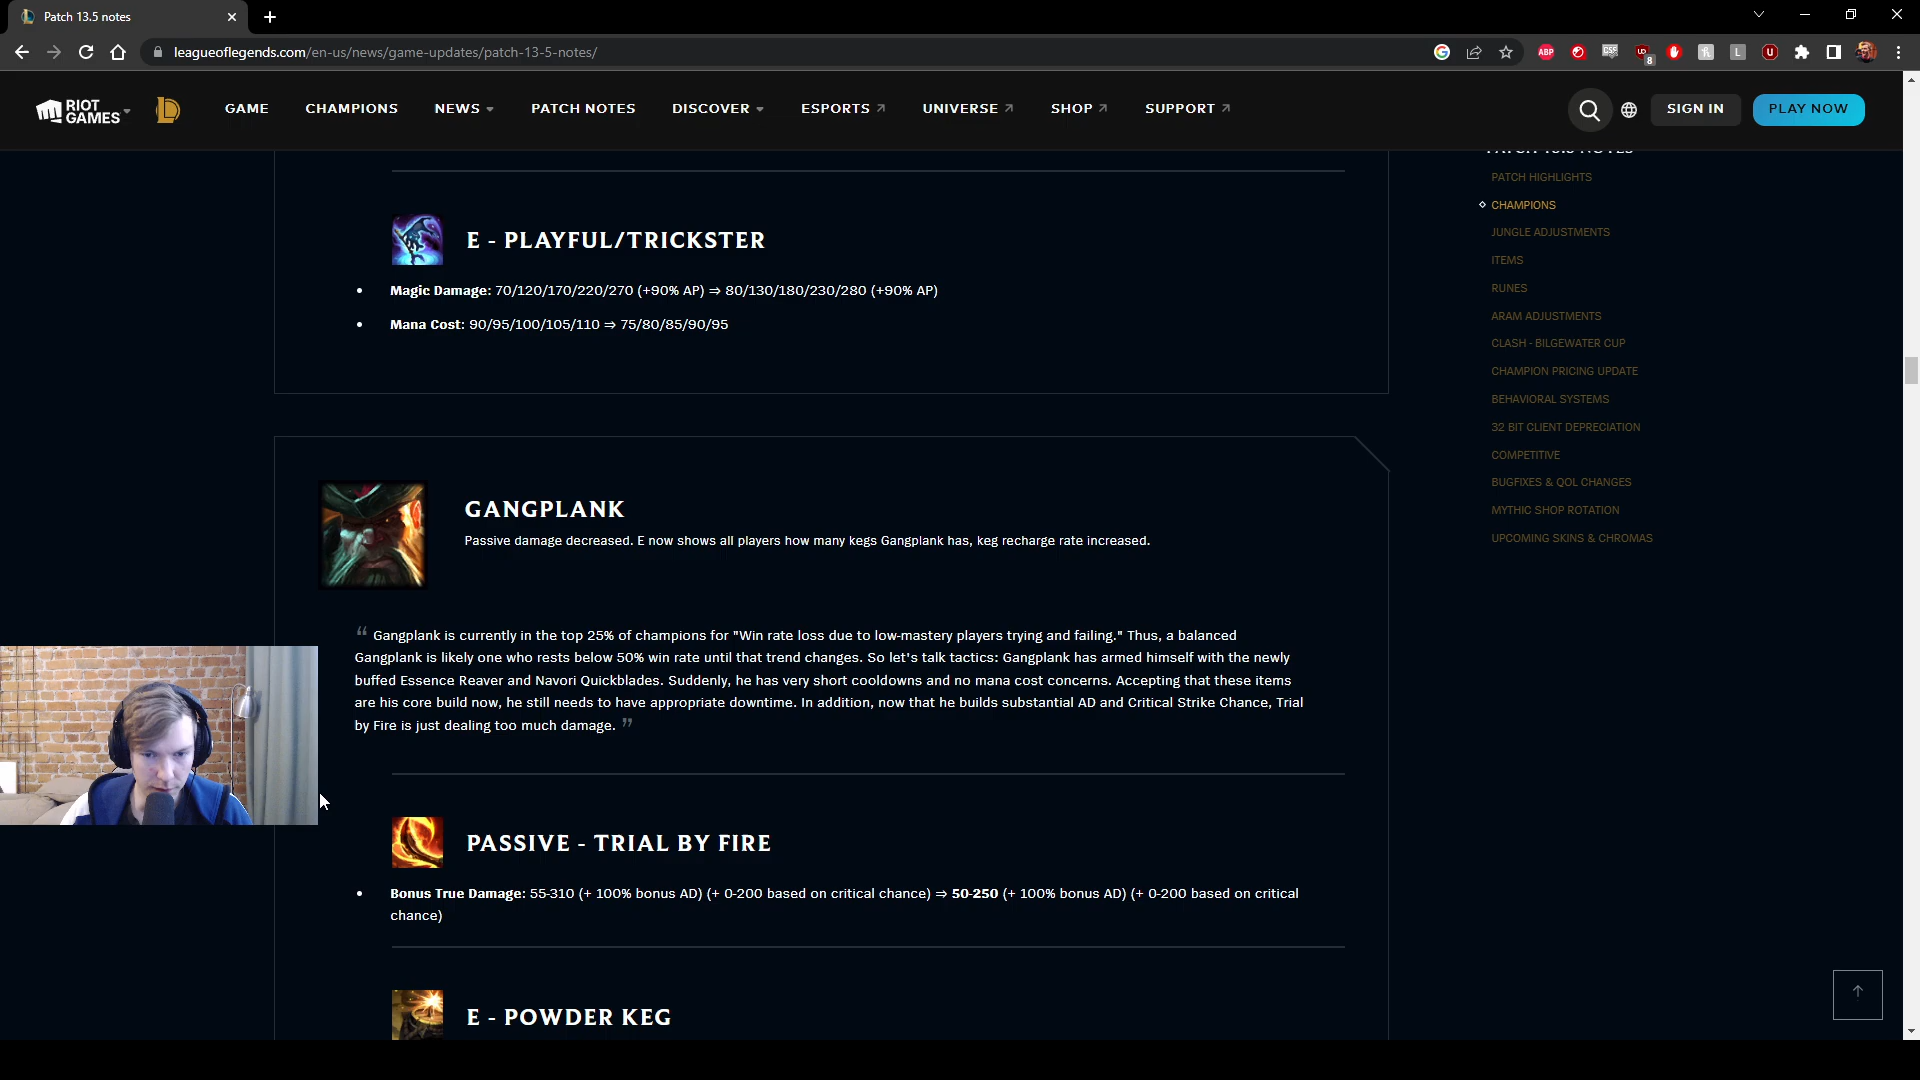 Patch 13.5 notes
leagueoflegends.com/en-us/news/game-updates/patch-13-5-notes/
ABP
8
L
RIOT GAMES
GAME
CHAMPIONS
NEWS
PATCH NOTES
DISCOVER
ESPORTS
UNIVERSE
SHOP
SUPPORT
SIGN IN
PLAY NOW
PATCH 13.5 NOTES
PATCH HIGHLIGHTS
CHAMPIONS
JUNGLE ADJUSTMENTS
ITEMS
RUNES
ARAM ADJUSTMENTS
CLASH - BILGEWATER CUP
CHAMPION PRICING UPDATE
BEHAVIORAL SYSTEMS
32 BIT CLIENT DEPRECIATION
COMPETITIVE
BUGFIXES & QOL CHANGES
MYTHIC SHOP ROTATION
UPCOMING SKINS & CHROMAS
E - PLAYFUL/TRICKSTER
• Magic Damage: 70/120/170/220/270 (+90% AP) ⇒ 80/130/180/230/280 (+90% AP)
• Mana Cost: 90/95/100/105/110 ⇒ 75/80/85/90/95
GANGPLANK
Passive damage decreased. E now shows all players how many kegs Gangplank has, keg recharge rate increased.
“ Gangplank is currently in the top 25% of champions for "Win rate loss due to low-mastery players trying and failing." Thus, a balanced
Gangplank is likely one who rests below 50% win rate until that trend changes. So let's talk tactics: Gangplank has armed himself with the newly
buffed Essence Reaver and Navori Quickblades. Suddenly, he has very short cooldowns and no mana cost concerns. Accepting that these items
are his core build now, he still needs to have appropriate downtime. In addition, now that he builds substantial AD and Critical Strike Chance, Trial
by Fire is just dealing too much damage. ”
PASSIVE - TRIAL BY FIRE
• Bonus True Damage: 55-310 (+ 100% bonus AD) (+ 0-200 based on critical chance) ⇒ 50-250 (+ 100% bonus AD) (+ 0-200 based on critical
chance)
E - POWDER KEG